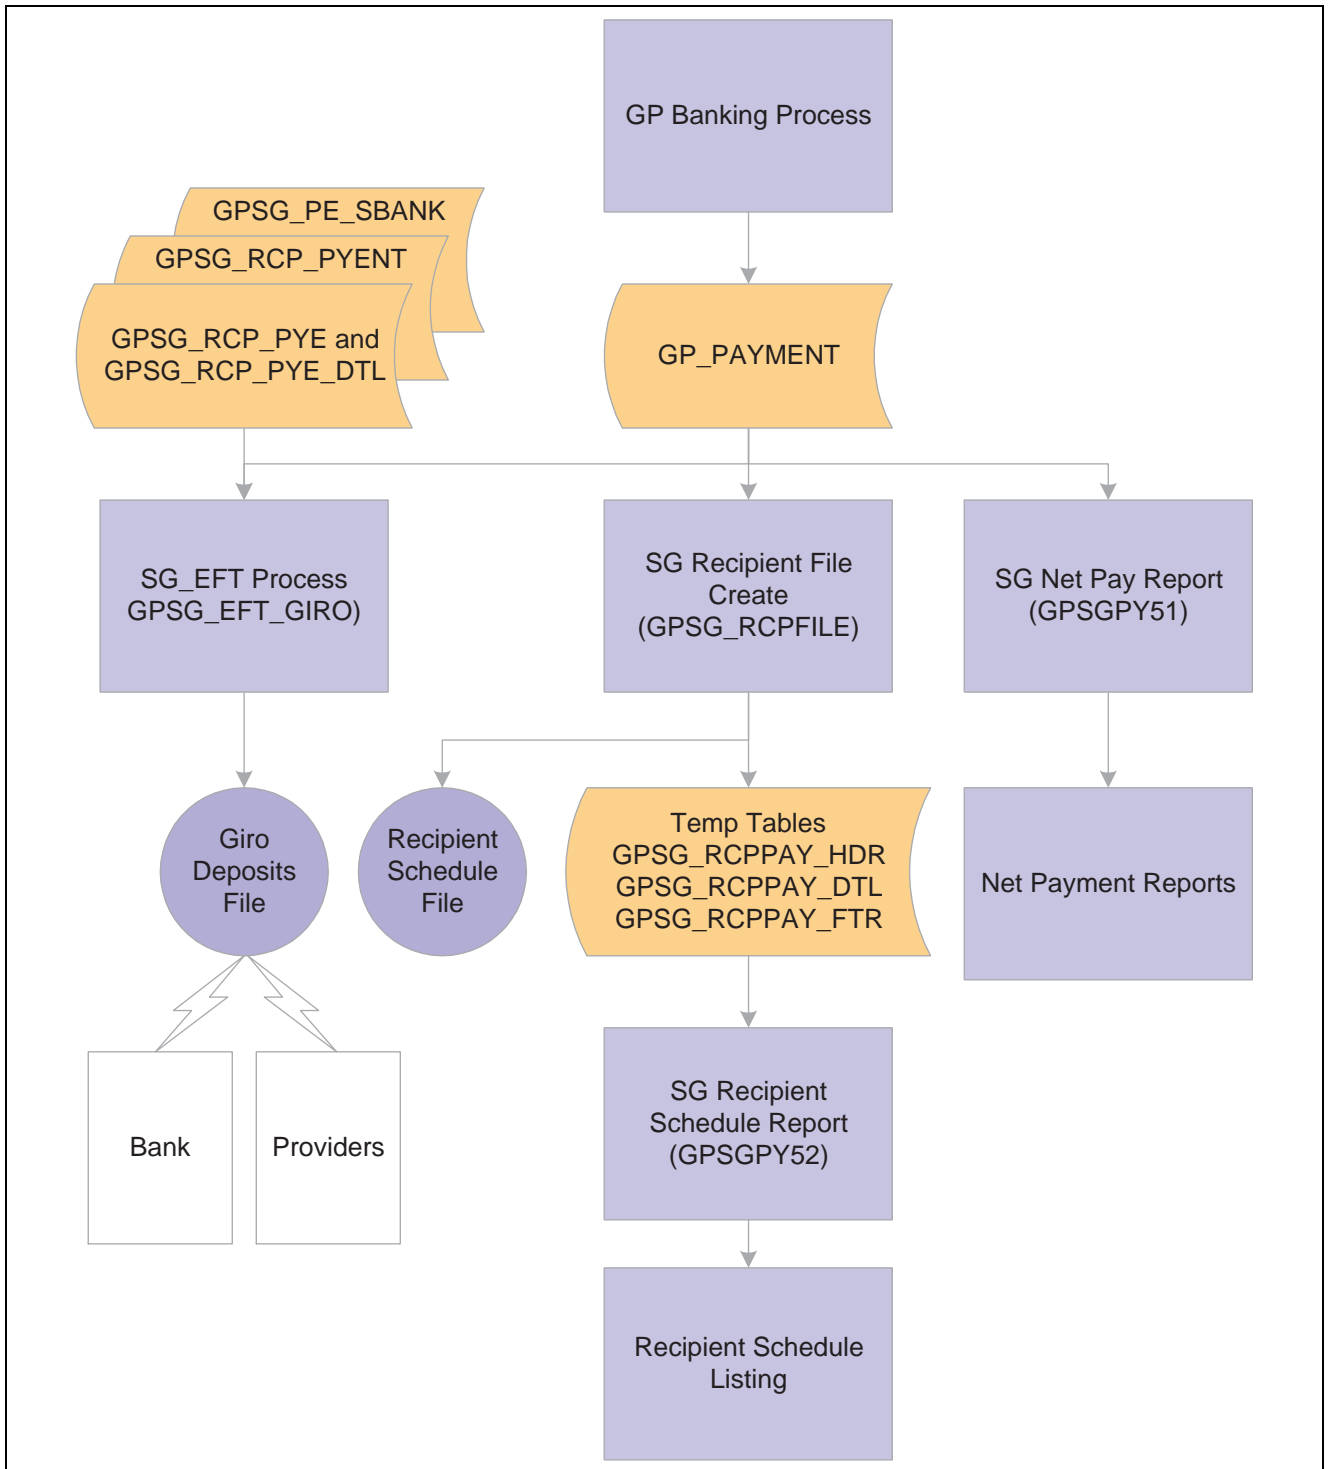 GP Banking Process
GPSG_PE_SBANK
GPSG_RCP_PYENT
GPSG_RCP_PYE and
GPSG_RCP_PYE_DTL
GP_PAYMENT
SG_EFT Process
GPSG_EFT_GIRO)
SG Recipient File
Create
(GPSG_RCPFILE)
SG Net Pay Report
(GPSGPY51)
Giro
Deposits
File
Recipient
Schedule
File
Temp Tables
GPSG_RCPPAY_HDR
GPSG_RCPPAY_DTL
GPSG_RCPPAY_FTR
Net Payment Reports
Bank
Providers
SG Recipient
Schedule Report
(GPSGPY52)
Recipient Schedule
Listing